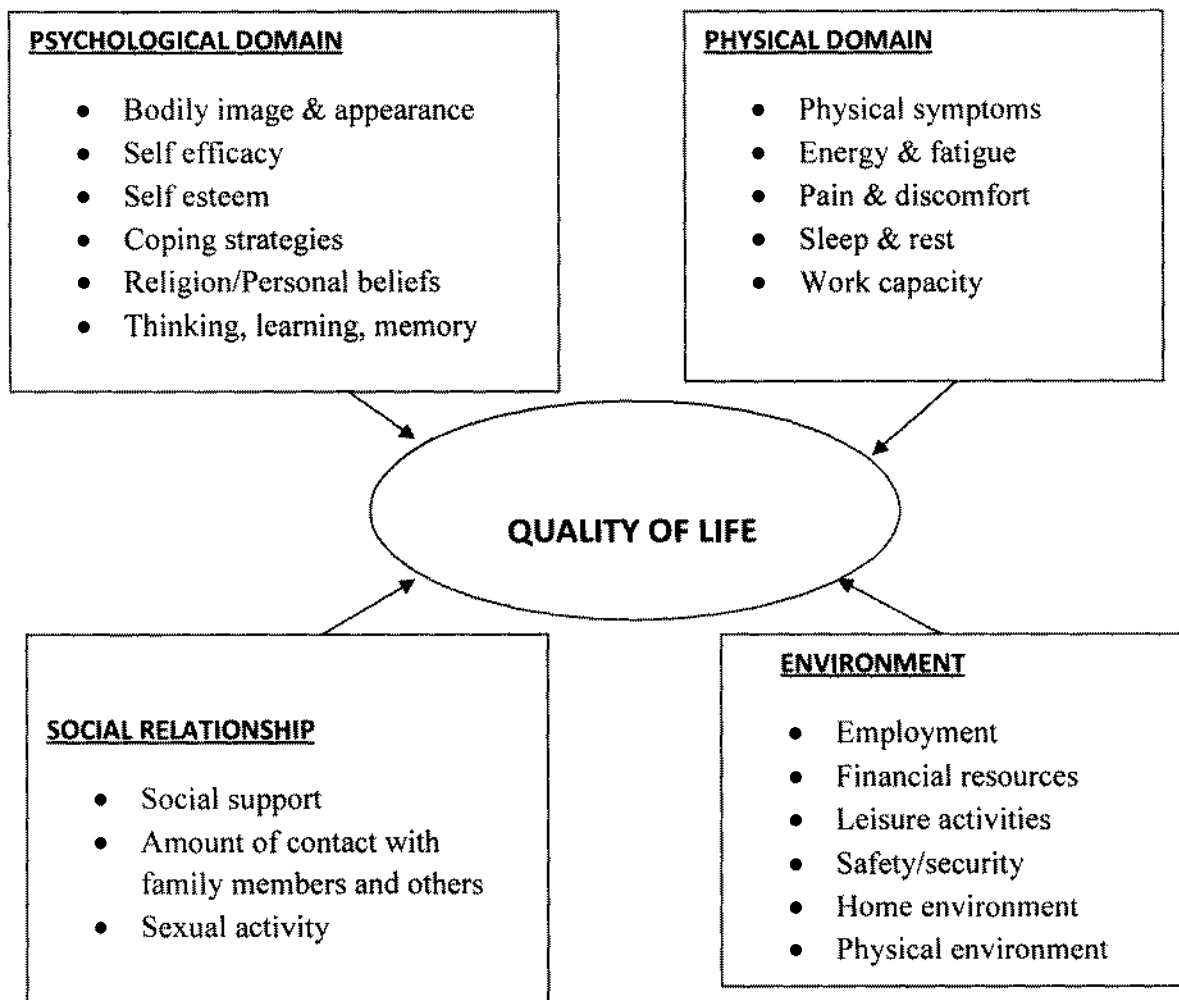 PSYCHOLOGICAL DOMAIN
• Bodily image & appearance
• Self efficacy
• Self esteem
• Coping strategies
• Religion/Personal beliefs
• Thinking, learning, memory
PHYSICAL DOMAIN
• Physical symptoms
• Energy & fatigue
• Pain & discomfort
• Sleep & rest
• Work capacity
QUALITY OF LIFE
SOCIAL RELATIONSHIP
• Social support
• Amount of contact with
family members and others
• Sexual activity
ENVIRONMENT
• Employment
• Financial resources
• Leisure activities
• Safety/security
• Home environment
• Physical environment